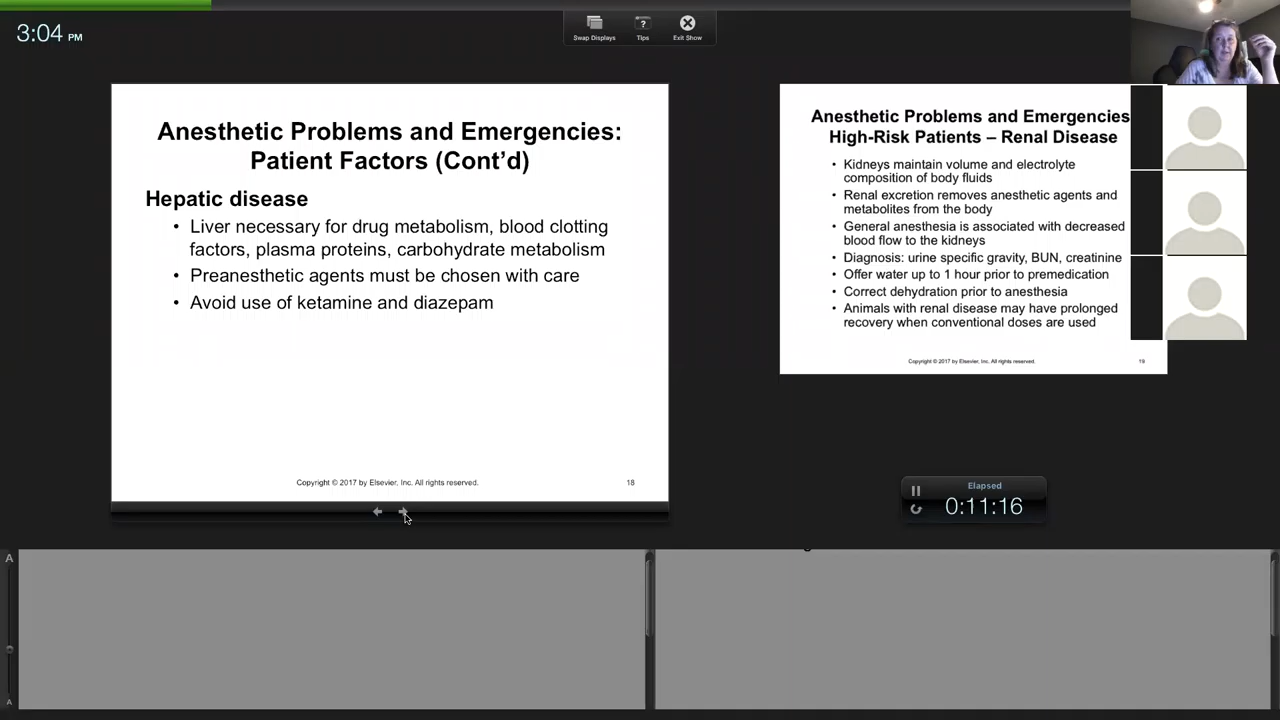 3:04 PM
Swap Displays
Tips
Exit Show
Anesthetic Problems and Emergencies:
Patient Factors (Cont'd)
Hepatic disease
• Liver necessary for drug metabolism, blood clotting
factors, plasma proteins, carbohydrate metabolism
• Preanesthetic agents must be chosen with care
• Avoid use of ketamine and diazepam
Copyright © 2017 by Elsevier, Inc. All rights reserved.
18
Anesthetic Problems and Emergencies
High-Risk Patients – Renal Disease
• Kidneys maintain volume and electrolyte
composition of body fluids
• Renal excretion removes anesthetic agents and
metabolites from the body
• General anesthesia is associated with decreased
blood flow to the kidneys
• Diagnosis: urine specific gravity, BUN, creatinine
• Offer water up to 1 hour prior to premedication
• Correct dehydration prior to anesthesia
• Animals with renal disease may have prolonged
recovery when conventional doses are used
Copyright © 2017 by Elsevier, Inc. All rights reserved.
19
Elapsed
0:11:16
A
A